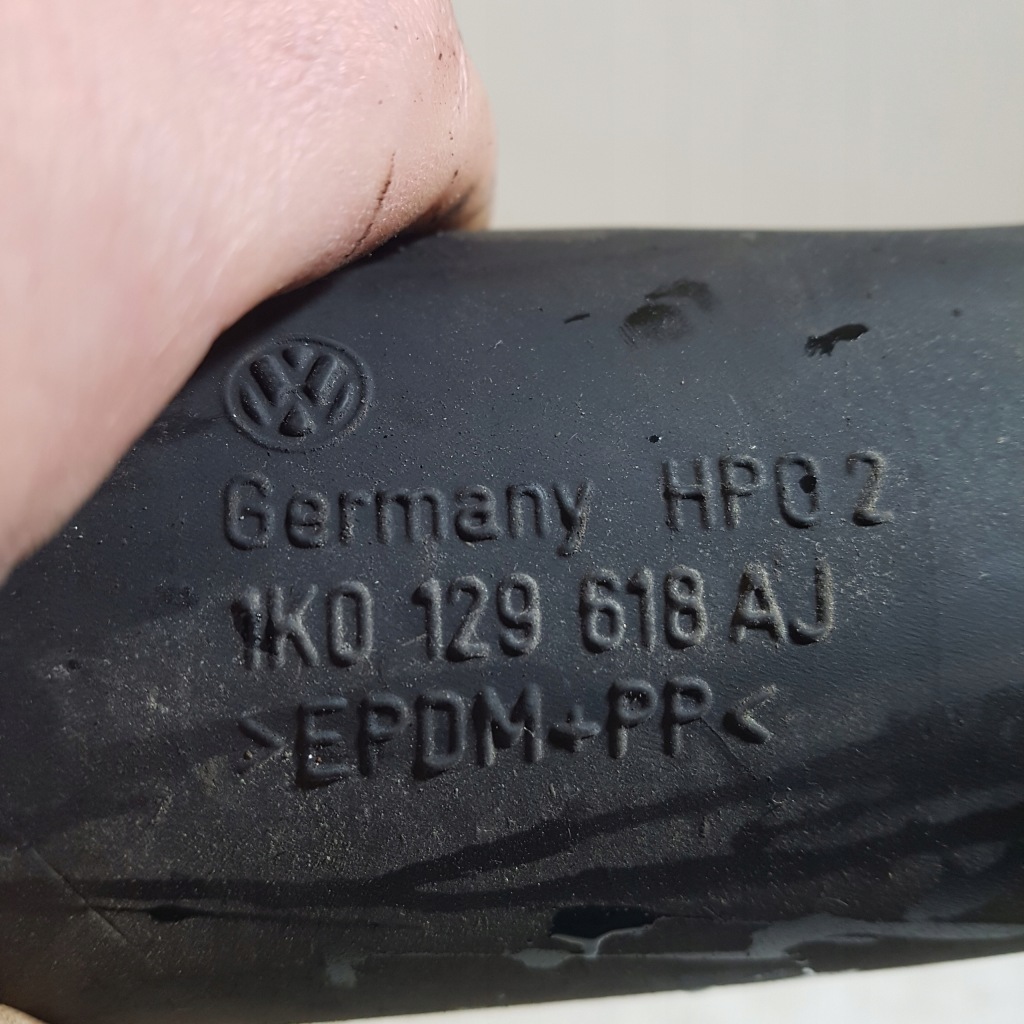 Germany HP02
1K0 129 618 AJ
>EPDM+PP<